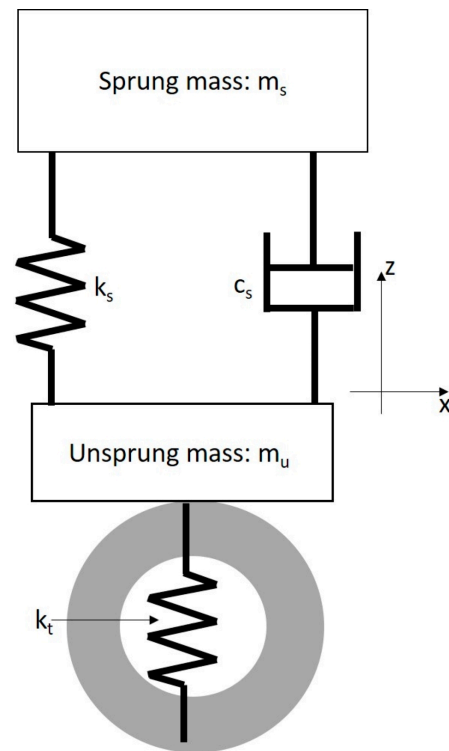 Sprung mass: mₛ
kₛ
cₛ
z
x
Unsprung mass: mᵤ
kₜ